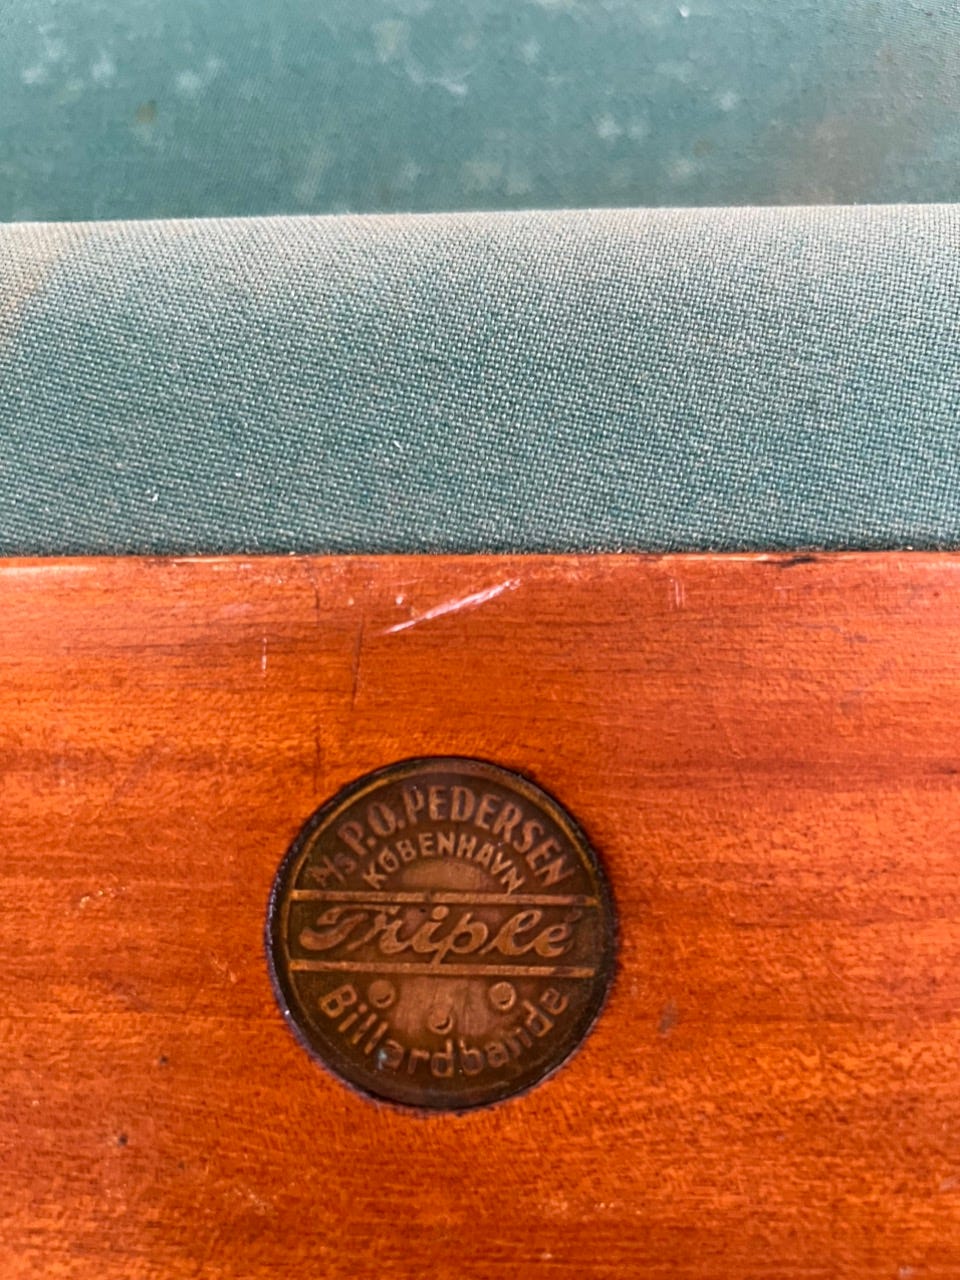 A/S P.O. PEDERSEN
KØBENHAVN
Triplé
Billardbande